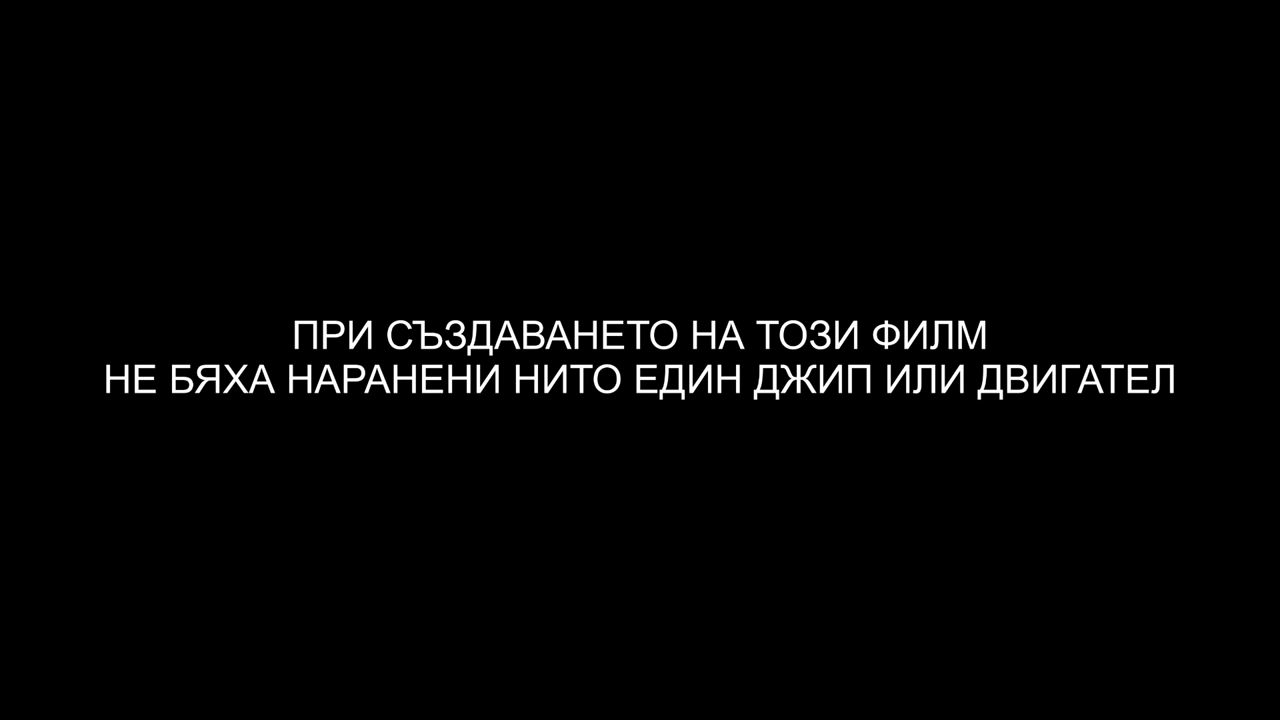 ПРИ СЪЗДАВАНЕТО НА ТОЗИ ФИЛМ
НЕ БЯХА НАРАНЕНИ НИТО ЕДИН ДЖИП ИЛИ ДВИГАТЕЛ